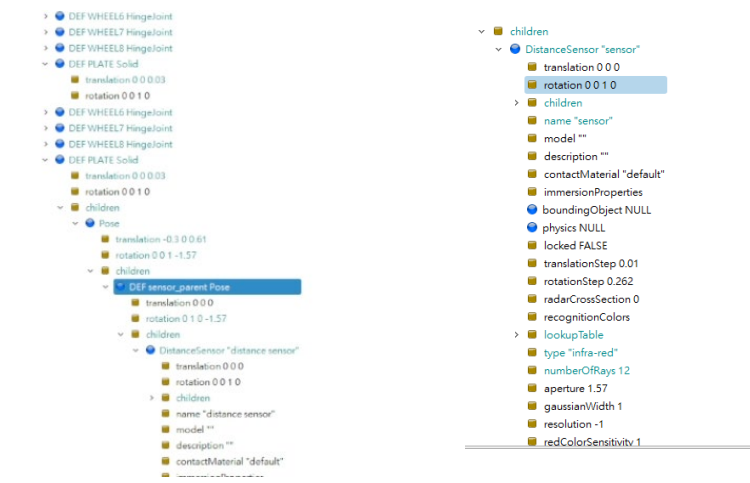 DEF WHEEL6 HingeJoint
DEF WHEEL7 HingeJoint
DEF WHEEL8 HingeJoint
DEF PLATE Solid
translation 0 0 0.03
rotation 0 0 1 0
DEF WHEEL6 HingeJoint
DEF WHEEL7 HingeJoint
DEF WHEEL8 HingeJoint
DEF PLATE Solid
translation 0 0 0.03
rotation 0 0 1 0
children
Pose
translation -0.3 0 0.61
rotation 0 0 1 -1.57
children
DEF sensor_parent Pose
translation 0 0 0
rotation 0 1 0 -1.57
children
DistanceSensor "distance sensor"
translation 0 0 0
rotation 0 0 1 0
children
name "distance sensor"
model ""
description ""
contactMaterial "default"
immersionProperties
children
DistanceSensor "sensor"
translation 0 0 0
rotation 0 0 1 0
children
name "sensor"
model ""
description ""
contactMaterial "default"
immersionProperties
boundingObject NULL
physics NULL
locked FALSE
translationStep 0.01
rotationStep 0.262
radarCrossSection 0
recognitionColors
lookupTable
type "infra-red"
numberOfRays 12
aperture 1.57
gaussianWidth 1
resolution -1
redColorSensitivity 1